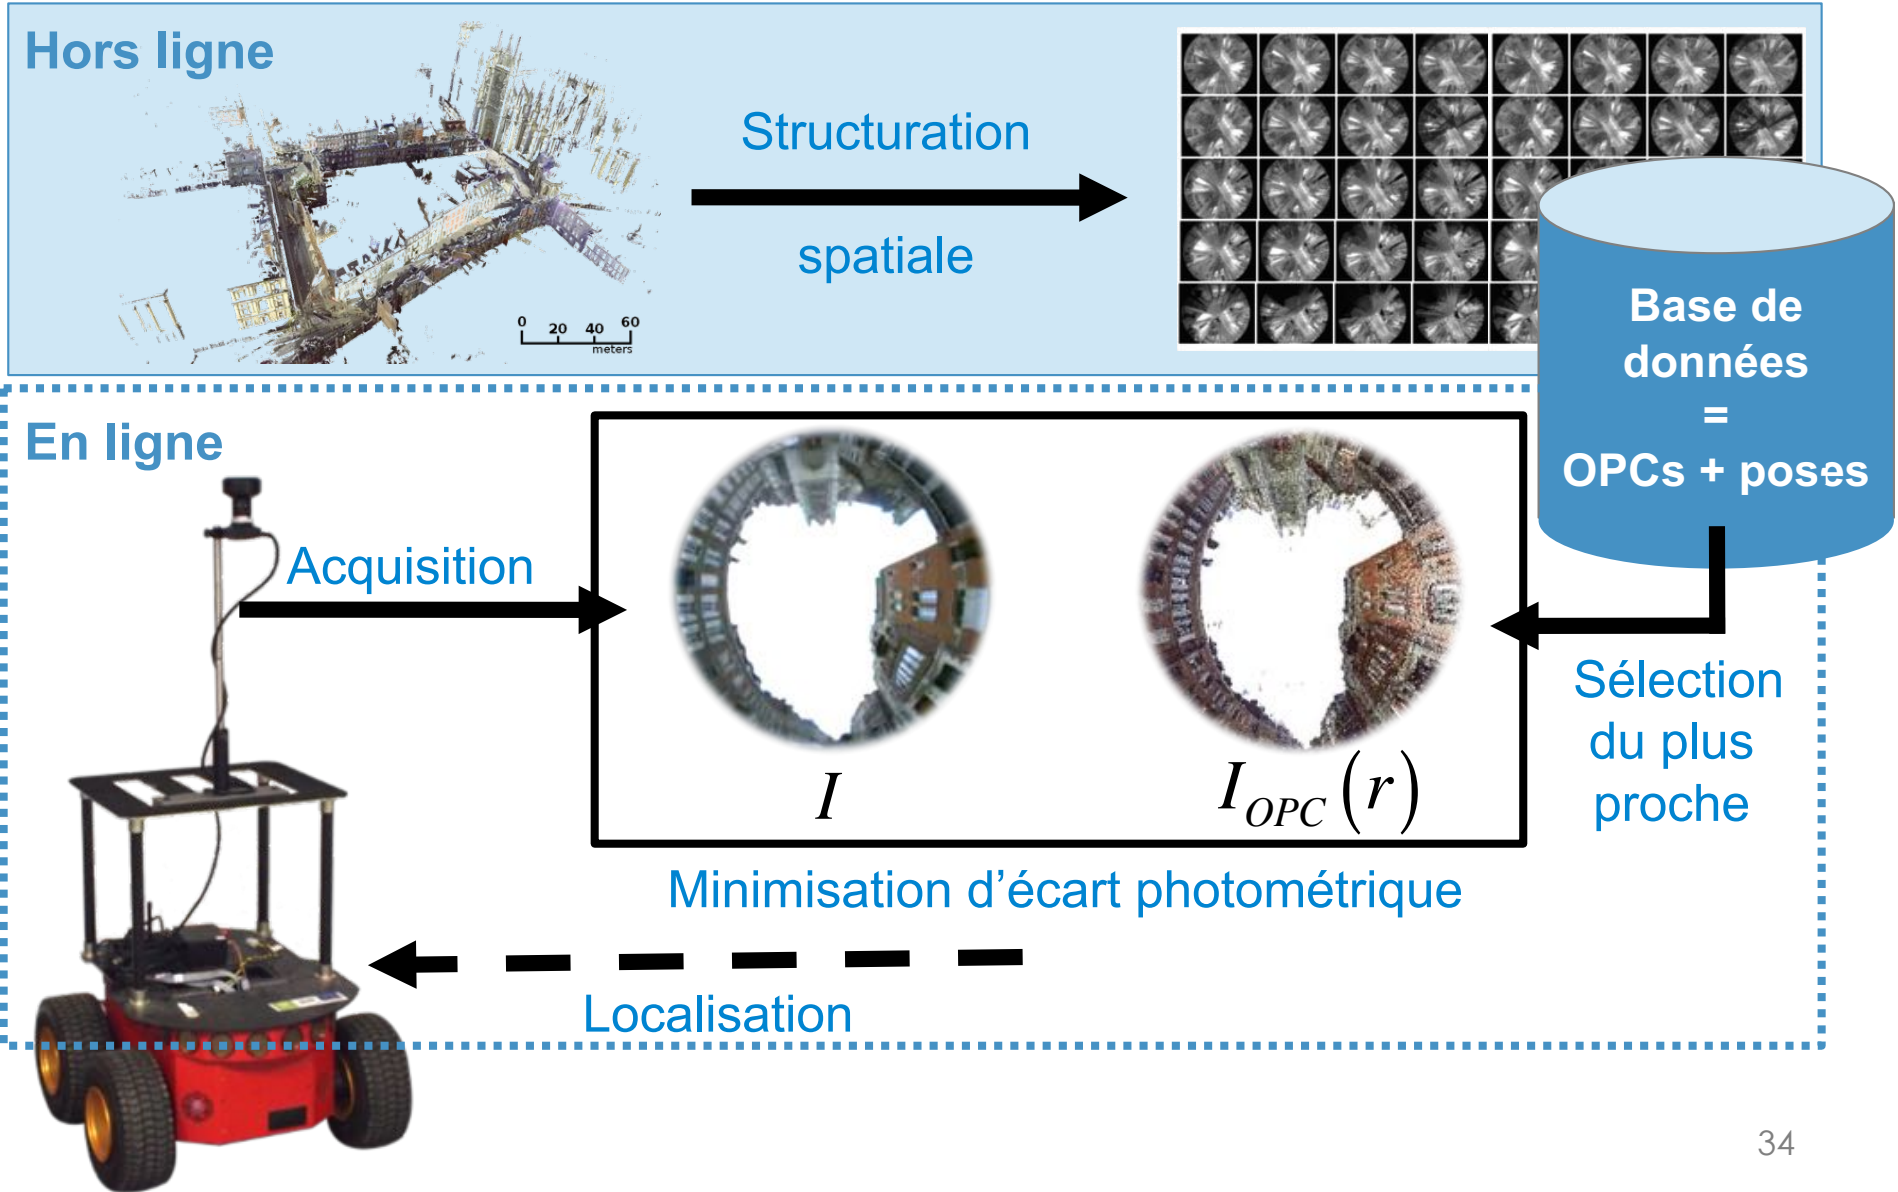 Hors ligne
Structuration
spatiale
0 20 40 60
meters
Base de
données
=
OPCs + poses
En ligne
Acquisition
I
I_OPC (r)
Sélection
du plus
proche
Minimisation d’écart photométrique
Localisation
34